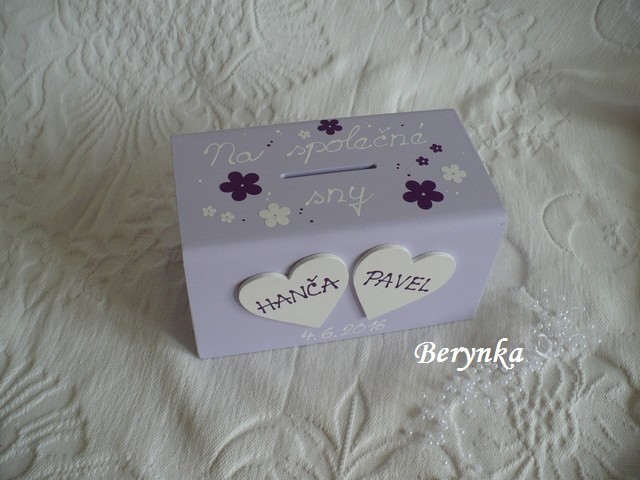 Na společné
sny
HANČA
PAVEL
4.6.2016
Berynka